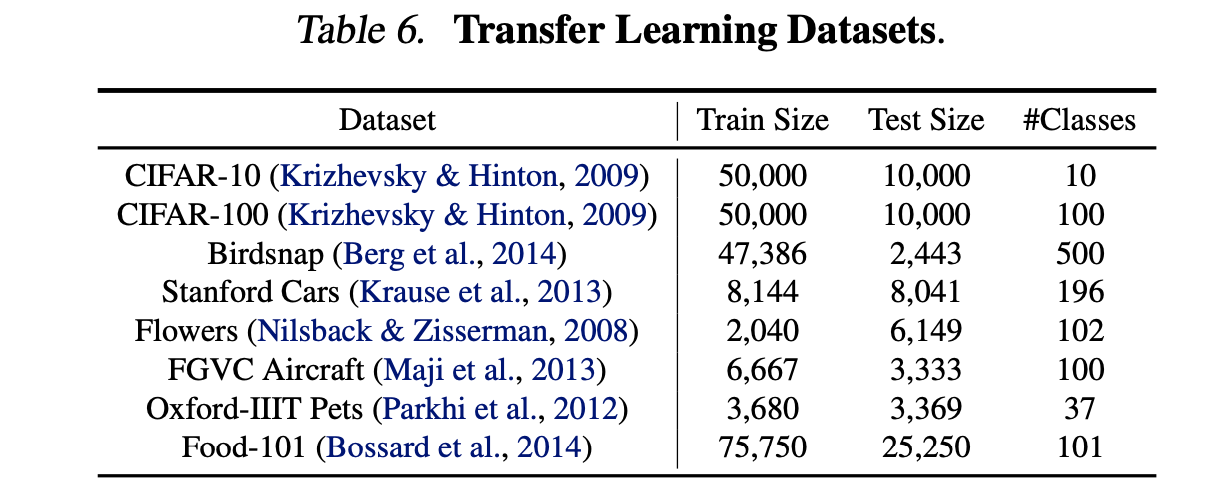 Table 6. Transfer Learning Datasets.
Dataset Train Size Test Size #Classes
CIFAR-10 (Krizhevsky & Hinton, 2009) 50,000 10,000 10
CIFAR-100 (Krizhevsky & Hinton, 2009) 50,000 10,000 100
Birdsnap (Berg et al., 2014) 47,386 2,443 500
Stanford Cars (Krause et al., 2013) 8,144 8,041 196
Flowers (Nilsback & Zisserman, 2008) 2,040 6,149 102
FGVC Aircraft (Maji et al., 2013) 6,667 3,333 100
Oxford-IIIT Pets (Parkhi et al., 2012) 3,680 3,369 37
Food-101 (Bossard et al., 2014) 75,750 25,250 101